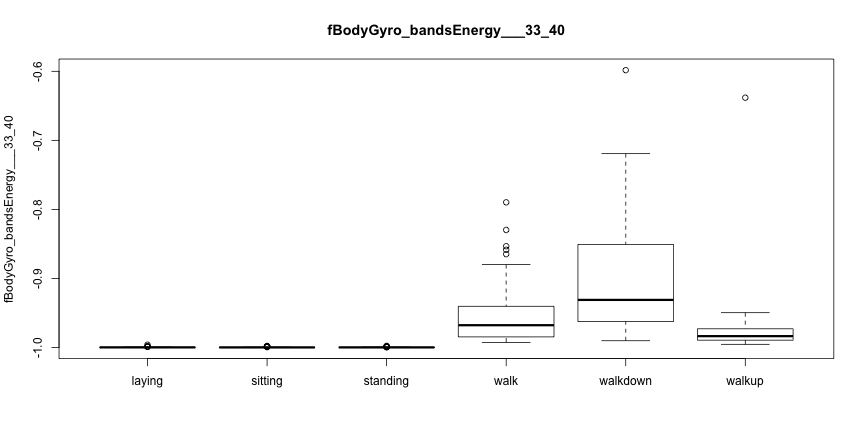 fBodyGyro_bandsEnergy___33_40
fBodyGyro_bandsEnergy___33_40
-0.6
-0.7
-0.8
-0.9
-1.0
laying sitting standing walk walkdown walkup